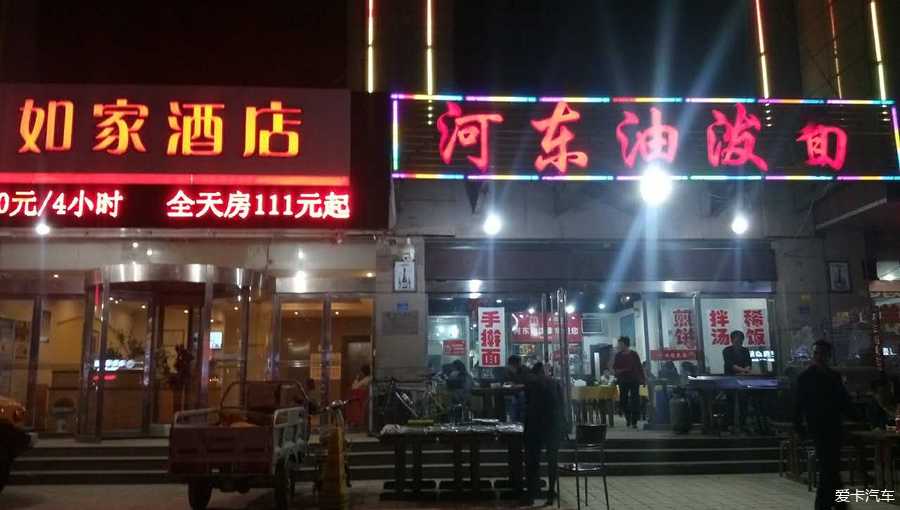 如家酒店
0元/4小时 全天房111元起
河东油泼面
手擀面
煎饼
拌汤
稀饭
爱卡汽车